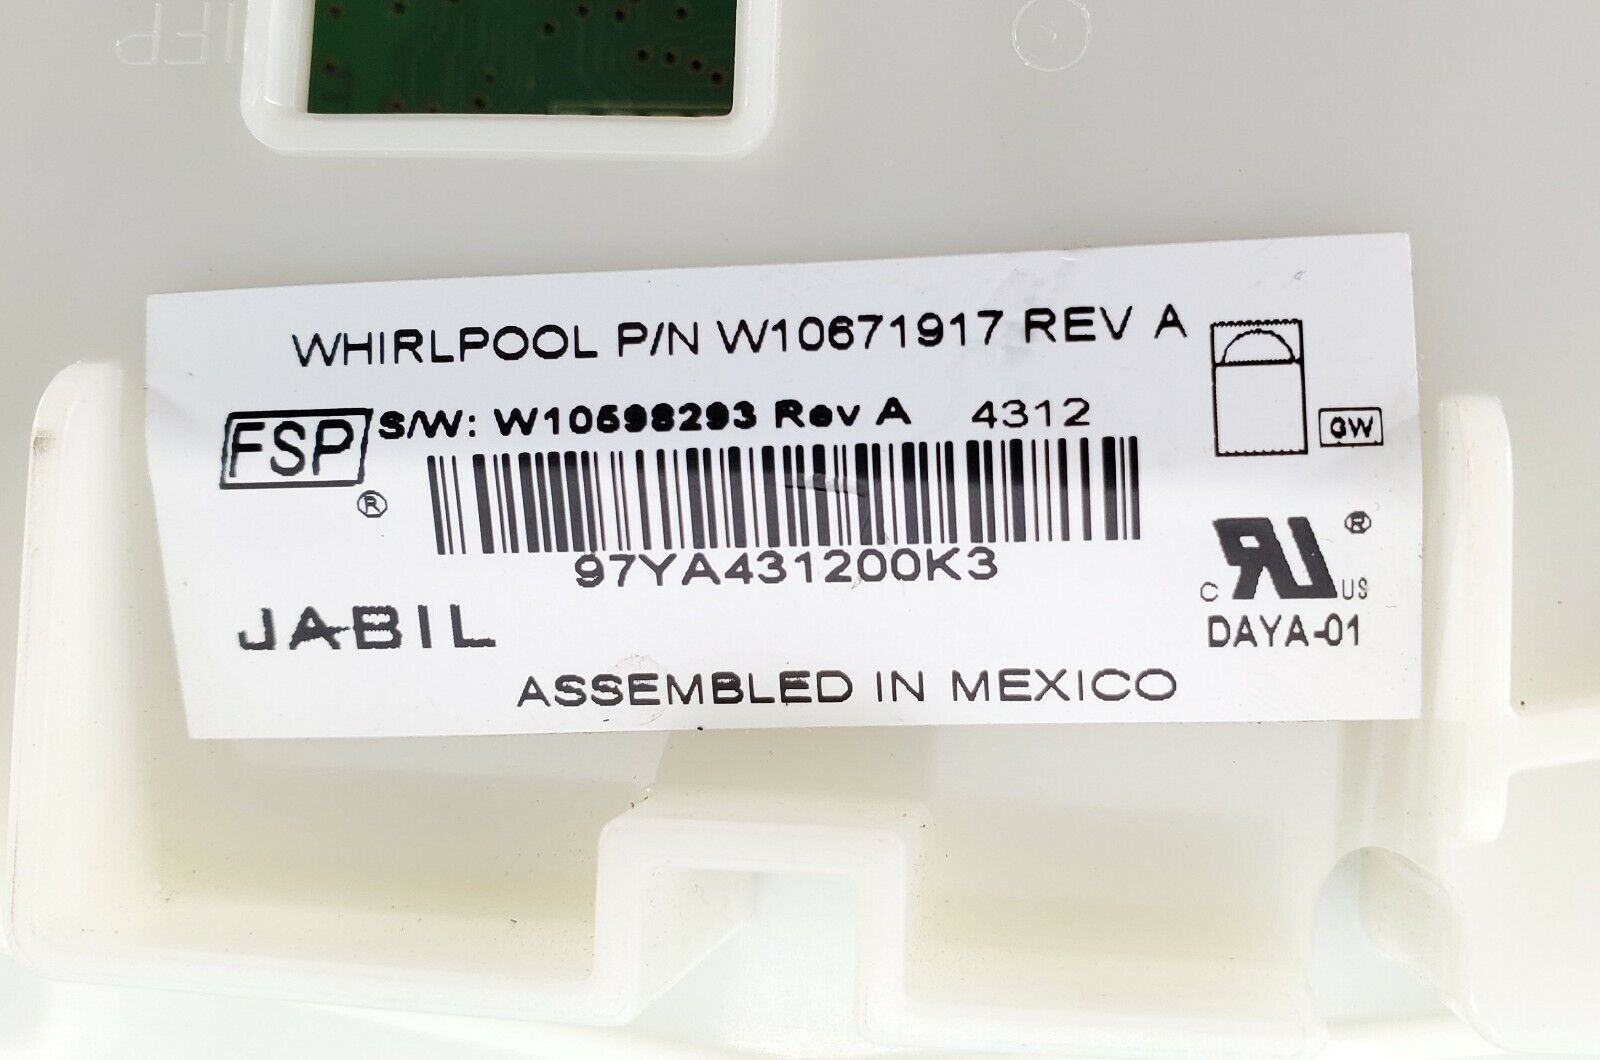 WHIRLPOOL P/N W10671917 REV A
FSP®
S/W: W10698293 Rev A 4312
GW
97YA431200K3
JABIL
C US ®
DAYA-01
ASSEMBLED IN MEXICO